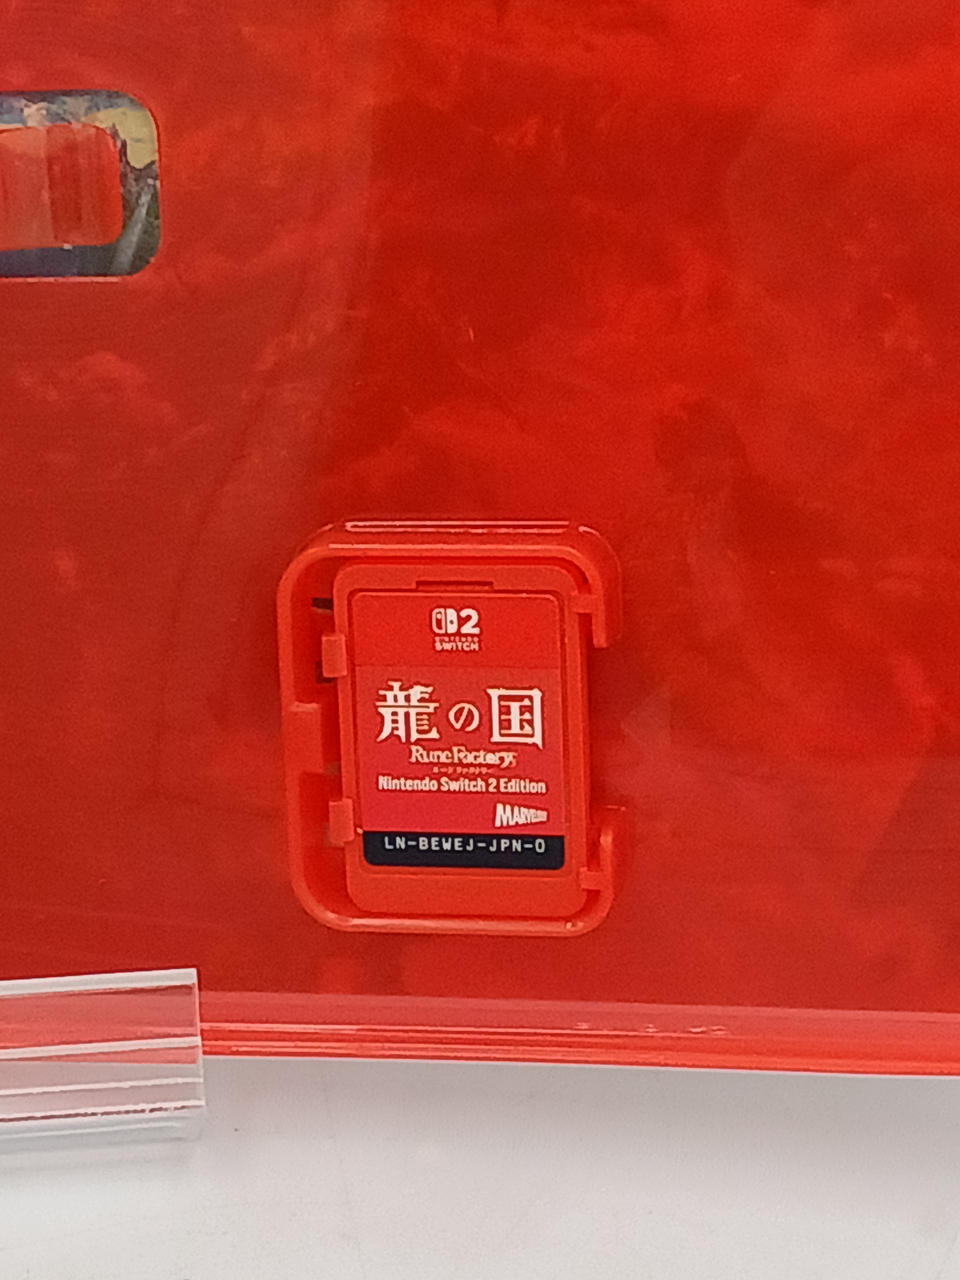 2
NINTENDO
SWITCH
龍の国
Rune Factory
ルーンファクトリー
Nintendo Switch 2 Edition
MARVELOUS
LN-BEWEJ-JPN-0